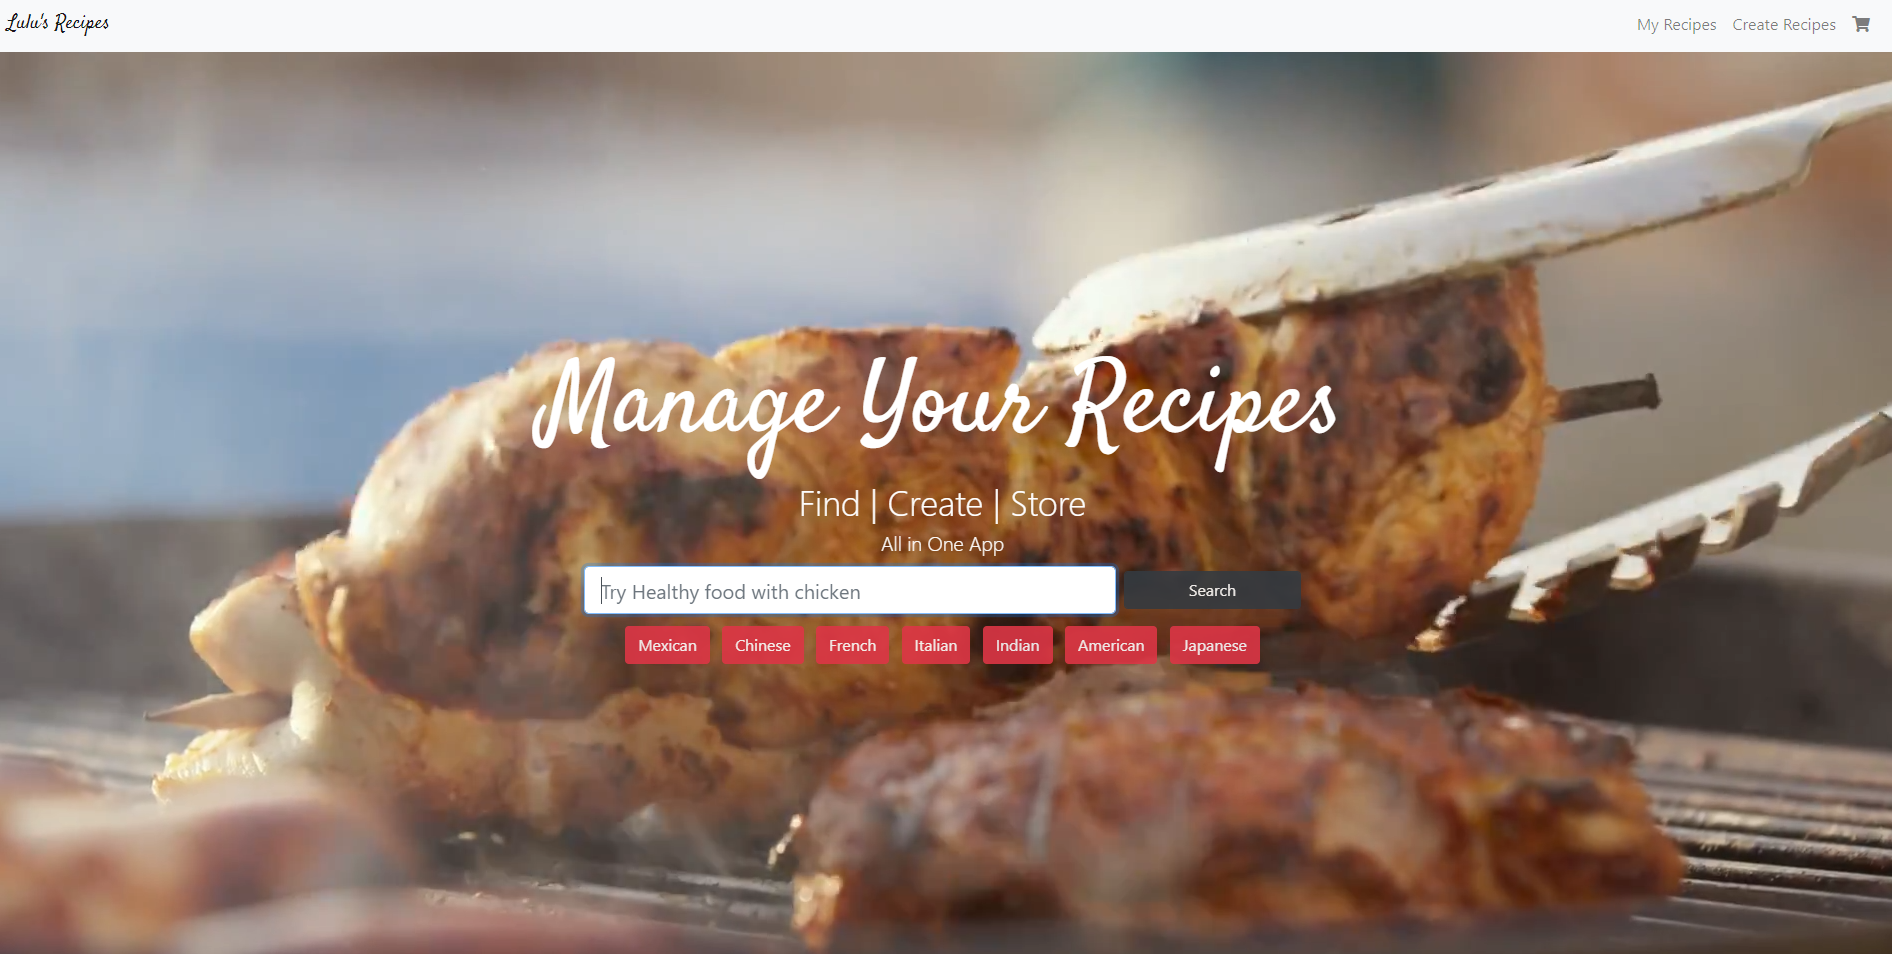 Lulu's Recipes
My Recipes Create Recipes
Manage Your Recipes
Find | Create | Store
All in One App
Try Healthy food with chicken
Search
Mexican Chinese French Italian Indian American Japanese